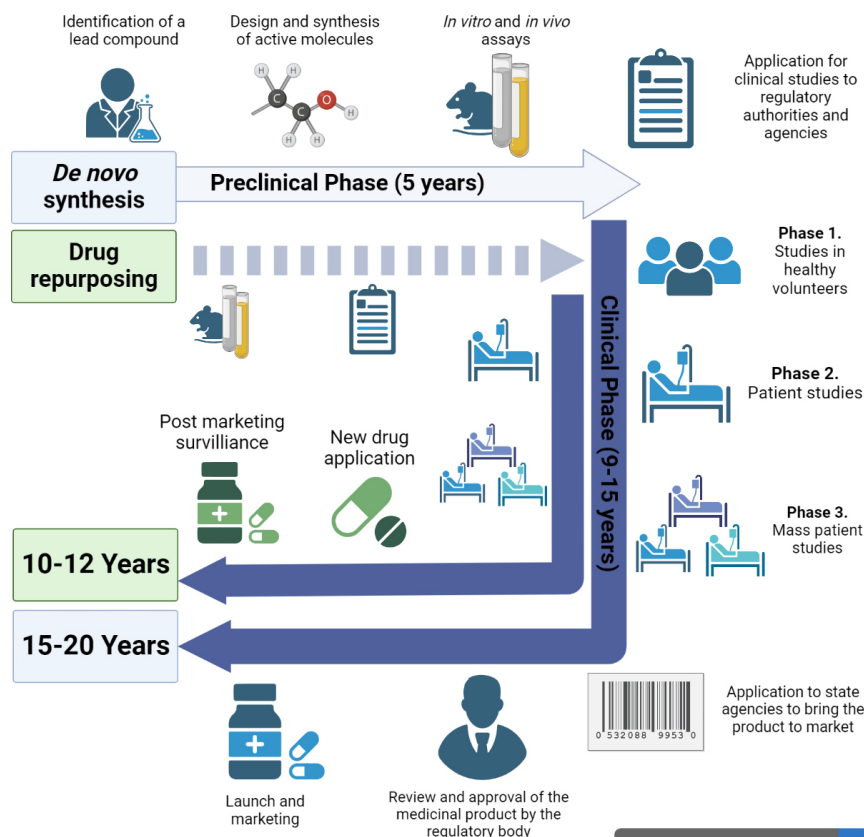 Identification of a
lead compound
Design and synthesis
of active molecules
In vitro and in vivo
assays
Application for
clinical studies to
regulatory
authorities and
agencies
H
H
C
C
O
H
H
H
De novo
synthesis
Preclinical Phase (5 years)
Drug
repurposing
Clinical Phase (9-15 years)
Phase 1.
Studies in
healthy
volunteers
Phase 2.
Patient studies
Post marketing
survilliance
New drug
application
Phase 3.
Mass patient
studies
10-12 Years
15-20 Years
0 532088 9953 0
Application to state
agencies to bring the
product to market
Launch and
marketing
Review and approval of the
medicinal product by the
regulatory body